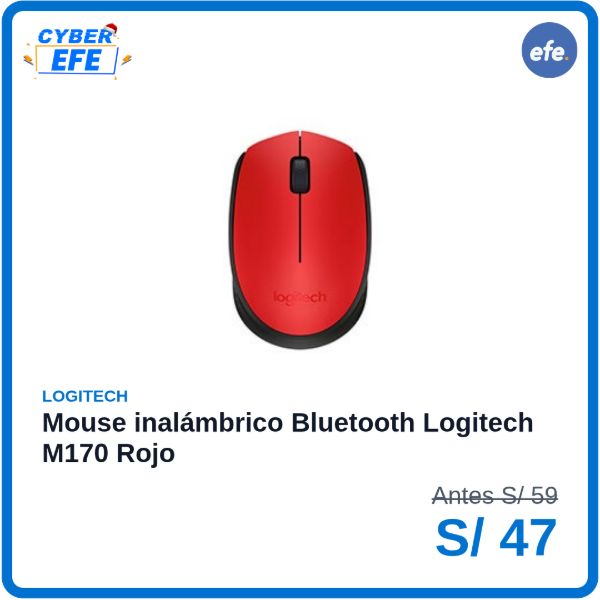 CYBER
EFE
efe.
logitech
LOGITECH
Mouse inalámbrico Bluetooth Logitech
M170 Rojo
Antes S/ 59
S/ 47